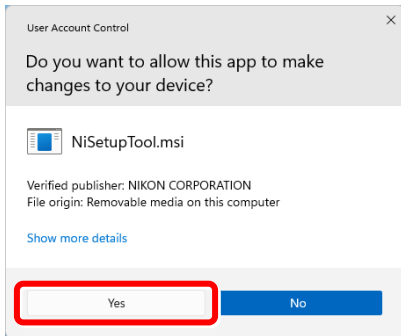 User Account Control
Do you want to allow this app to make
changes to your device?
NiSetupTool.msi
Verified publisher: NIKON CORPORATION
File origin: Removable media on this computer
Show more details
Yes
No